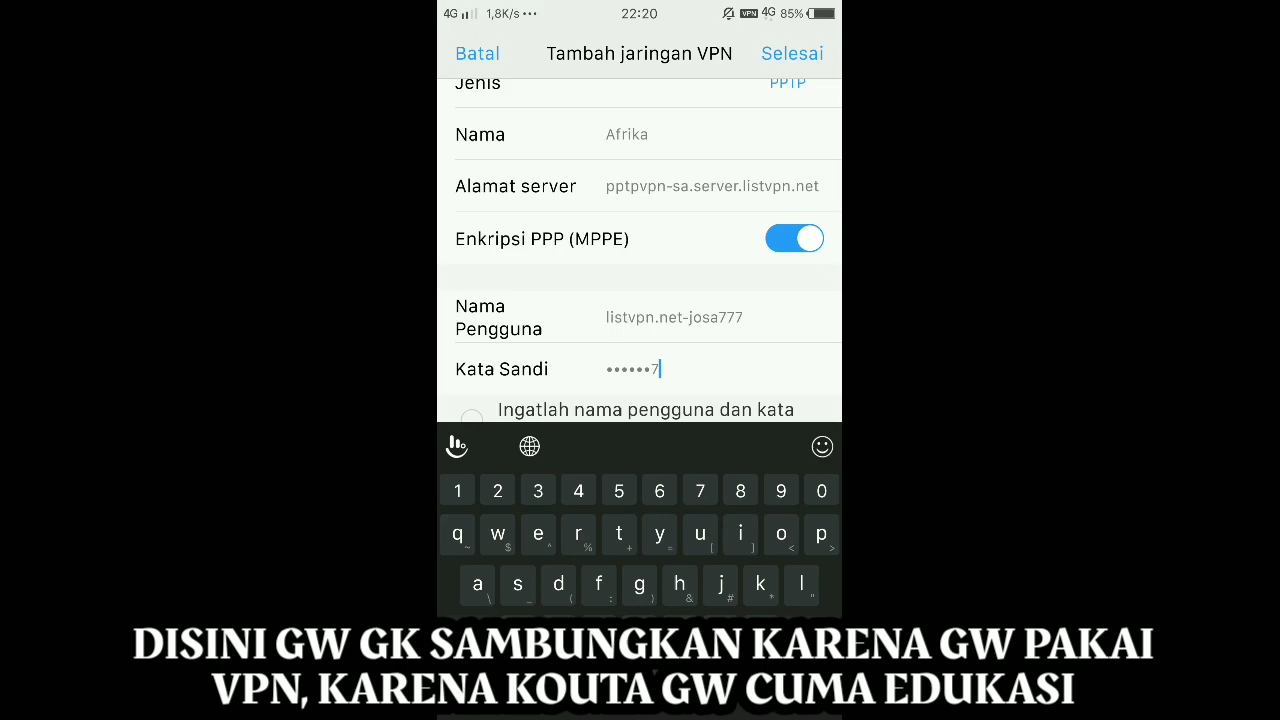 4G 1,8K/s ••• 22:20 VPN 4G 85%
Batal Tambah jaringan VPN Selesai
Jenis PPTP
Nama Afrika
Alamat server pptpvpn-sa.server.listvpn.net
Enkripsi PPP (MPPE)
Nama
Pengguna listvpn.net-josa777
Kata Sandi ••••••7
Ingatlah nama pengguna dan kata
1 2 3 4 5 6 7 8 9 0
q w e r t y u i o p
~ $ ^ % + = [ ] < >
a s d f g h j k l
\ _ ( : ) & # * "
DISINI GW GK SAMBUNGKAN KARENA GW PAKAI
VPN, KARENA KOUTA GW CUMA EDUKASI